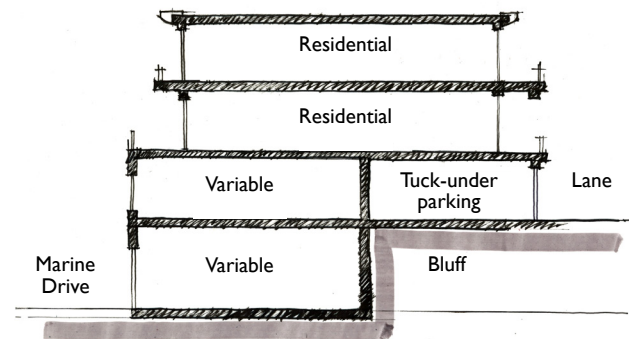 Residential
Residential
Variable
Tuck-under
parking
Lane
Marine
Drive
Variable
Bluff